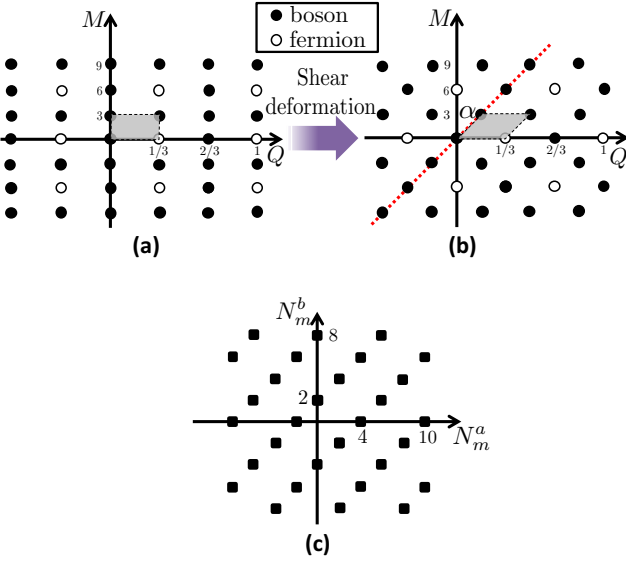 boson
fermion
M
9
6
3
1/3
2/3
1
Q
(a)
Shear
deformation
M
9
6
3
α
1/3
2/3
1
Q
(b)
N_m^b
8
2
4
10
N_m^a
(c)